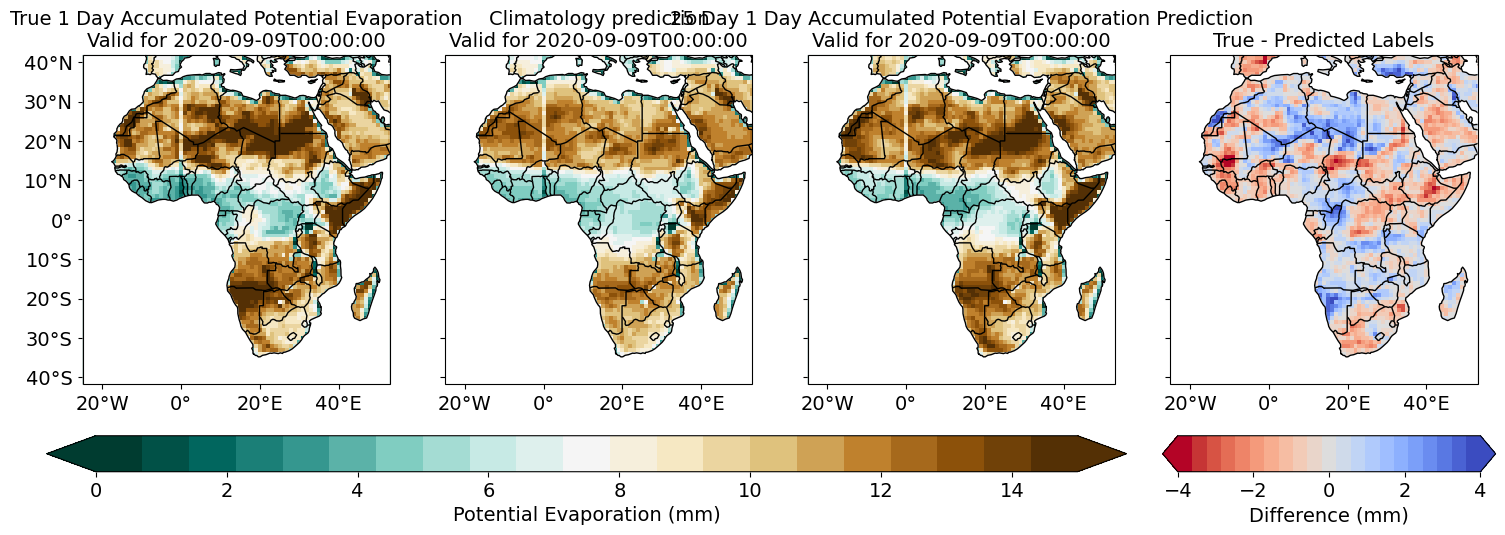 True 1 Day Accumulated Potential Evaporation
Valid for 2020-09-09T00:00:00
Climatology prediction
Valid for 2020-09-09T00:00:00
25 Day 1 Day Accumulated Potential Evaporation Prediction
Valid for 2020-09-09T00:00:00
True - Predicted Labels
40°N
30°N
20°N
10°N
0°
10°S
20°S
30°S
40°S
20°W 0° 20°E 40°E
20°W 0° 20°E 40°E
20°W 0° 20°E 40°E
20°W 0° 20°E 40°E
0 2 4 6 8 10 12 14
Potential Evaporation (mm)
−4 −2 0 2 4
Difference (mm)